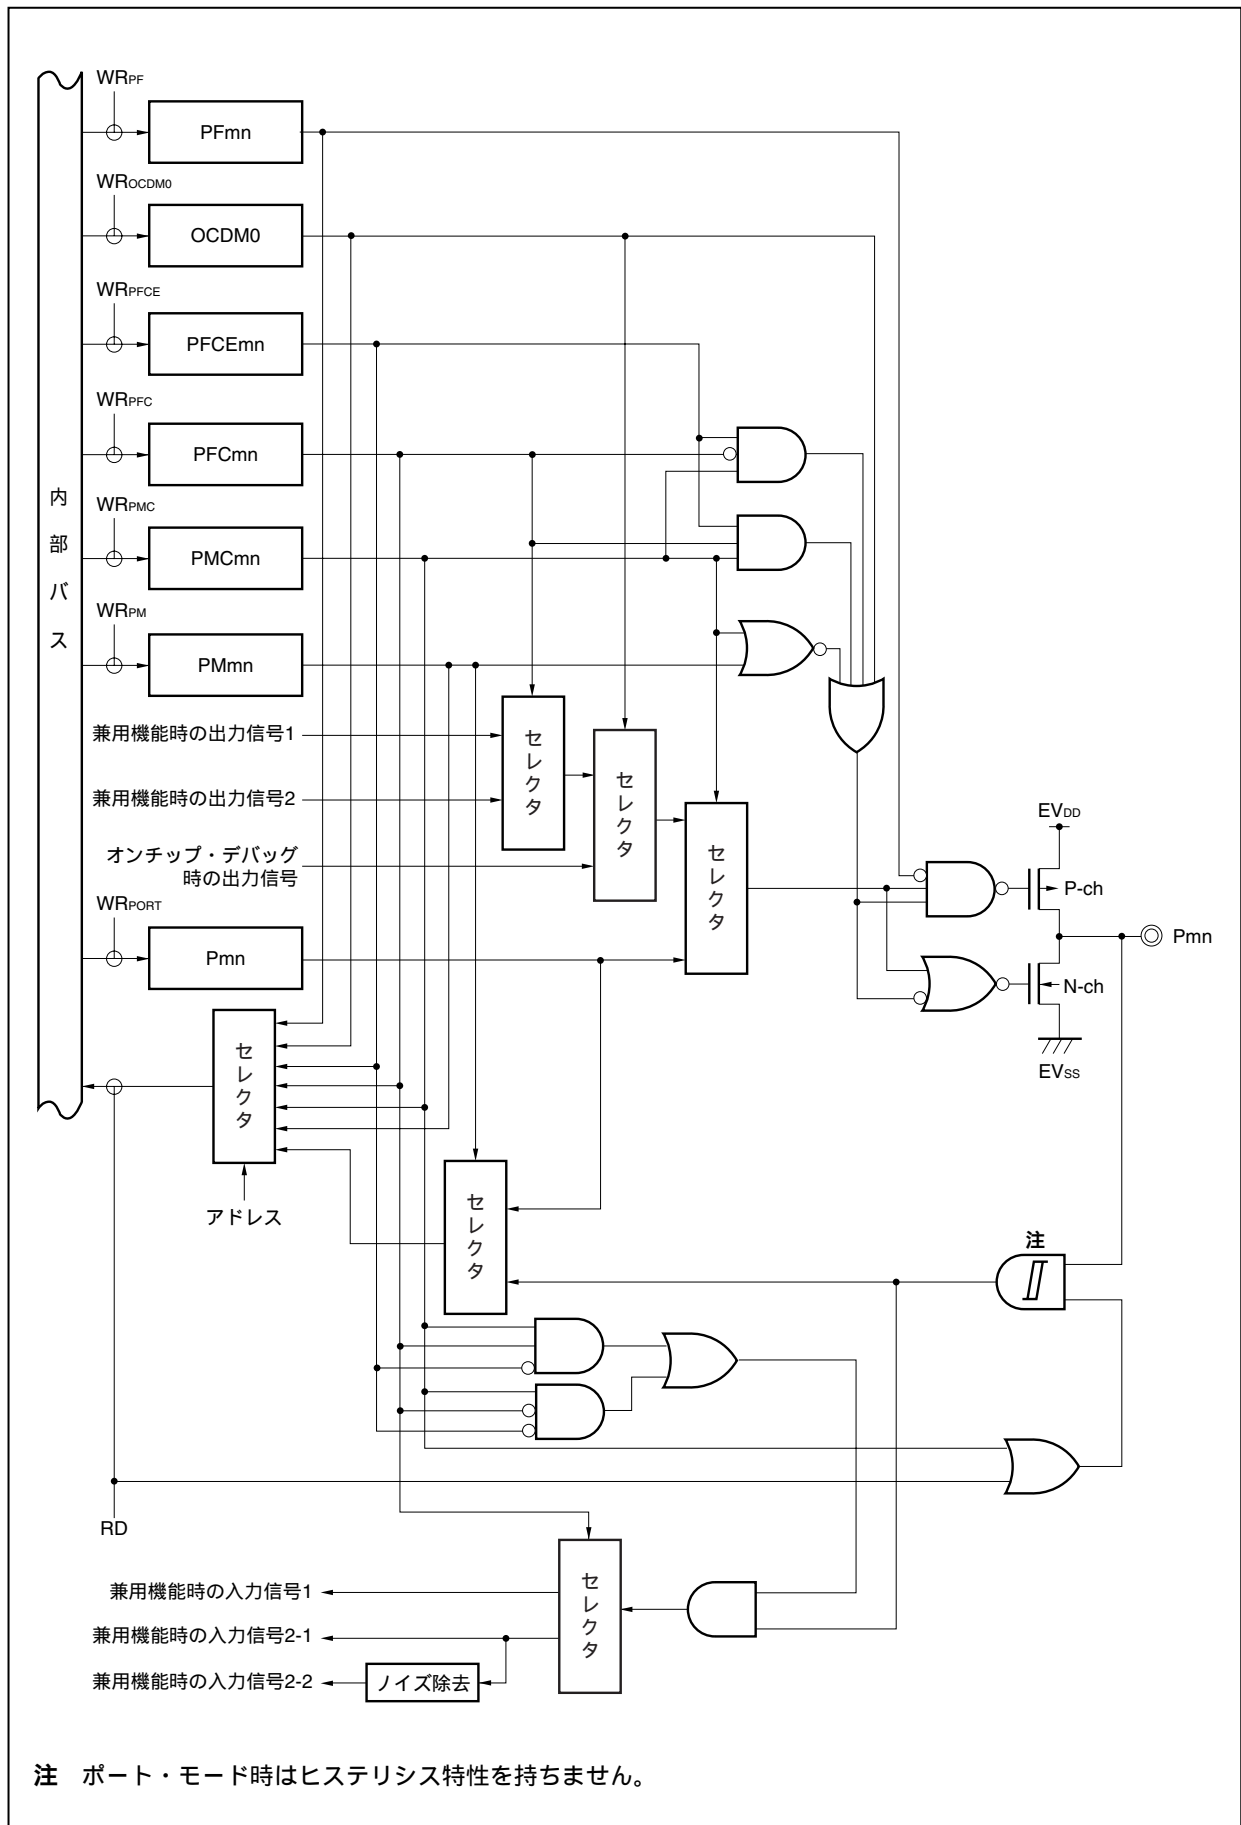 WRPF
PFmn
WROCDM0
OCDM0
WRPFCE
PFCEmn
WRPFC
PFCmn
内部バス
WRPMC
PMCmn
WRPM
PMmn
兼用機能時の出力信号1
セレクタ
兼用機能時の出力信号2
セレクタ
オンチップ・デバッグ
時の出力信号
セレクタ
EVDD
P-ch
WRPORT
Pmn
Pmn
N-ch
EVSS
セレクタ
アドレス
セレクタ
注
RD
兼用機能時の入力信号1
セレクタ
兼用機能時の入力信号2-1
兼用機能時の入力信号2-2
ノイズ除去
注 ポート・モード時はヒステリシス特性を持ちません。